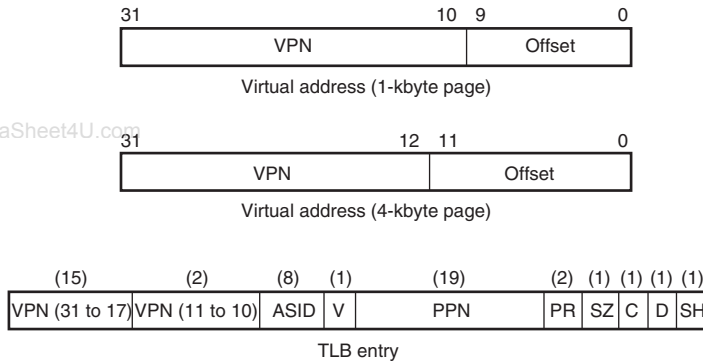 31 10 9 0
VPN Offset
Virtual address (1-kbyte page)
aSheet4U.com
31 12 11 0
VPN Offset
Virtual address (4-kbyte page)
(15) (2) (8) (1) (19) (2) (1) (1) (1) (1)
VPN (31 to 17) VPN (11 to 10) ASID V PPN PR SZ C D SH
TLB entry